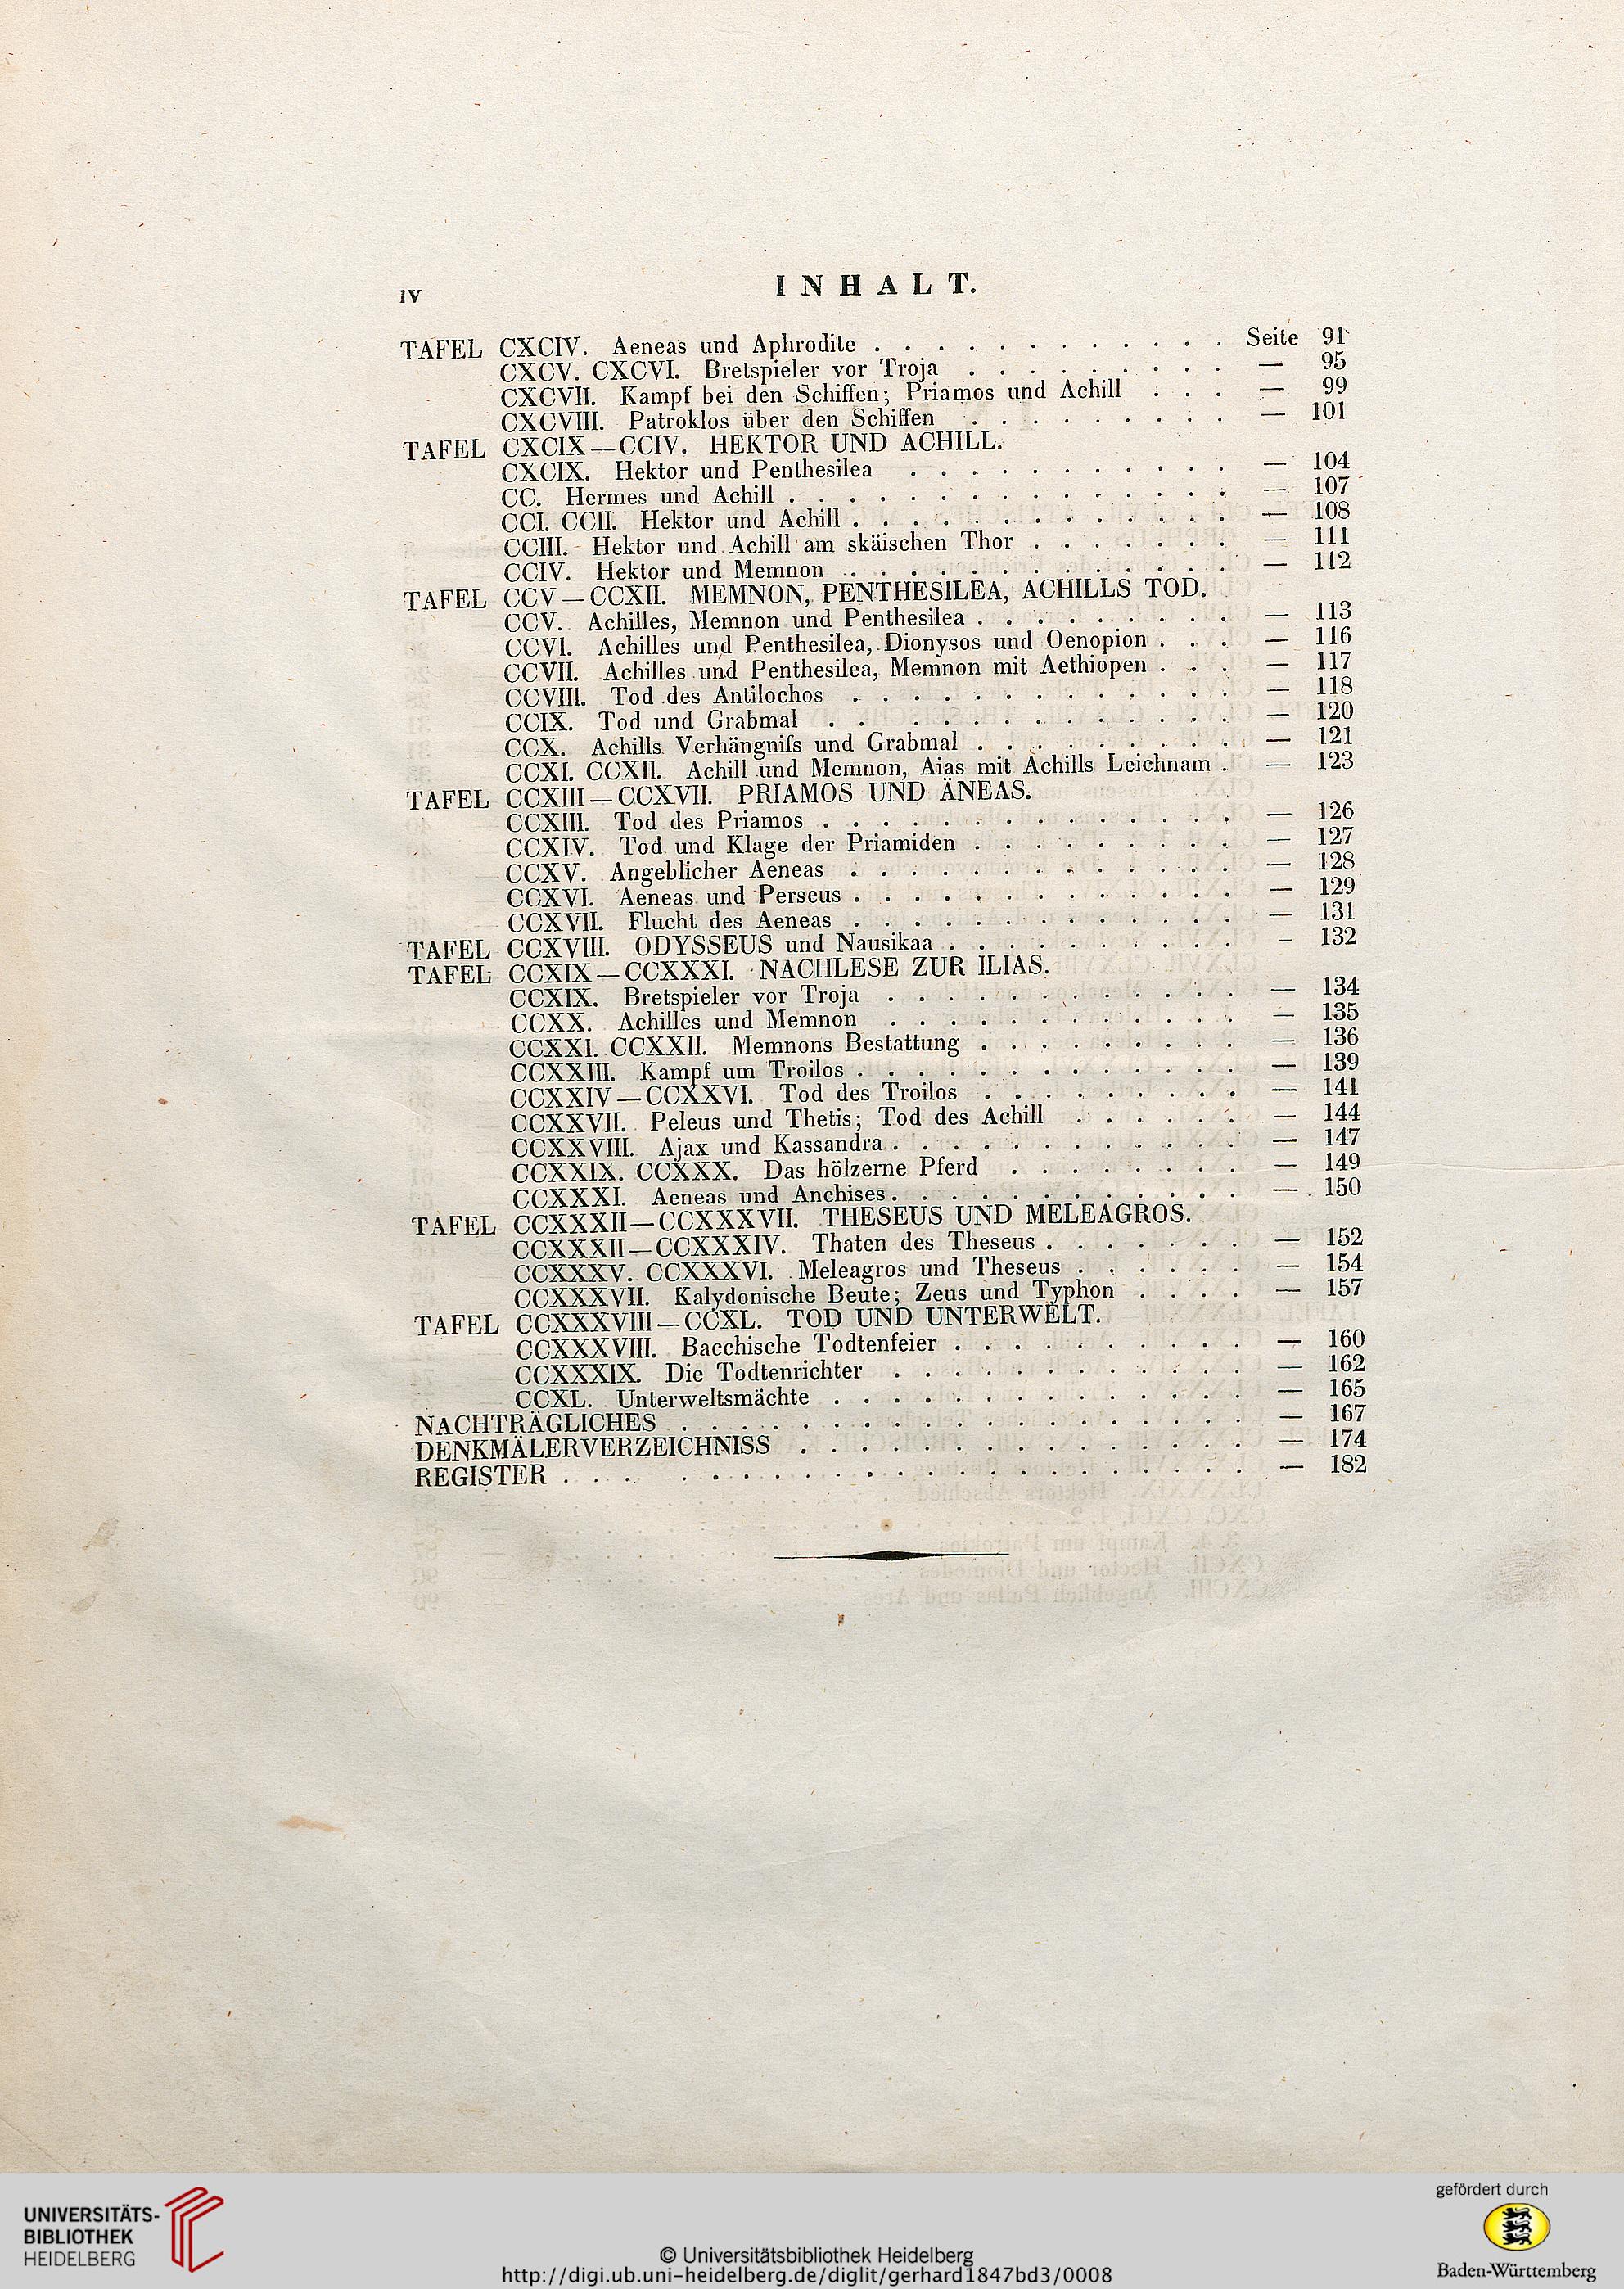 IV
INHALT.
TAFEL CXCIV. Aeneas und Aphrodite . . . . . . . . . . . . Seite 91
CXCV. CXCVI. Bretspieler vor Troja . . . . . . . . . — 95
CXCVII. Kampf bei den Schiffen; Priamos und Achill . . . — 99
CXCVIII. Patroklos über den Schiffen . . . . . . . . . — 101
TAFEL CXCIX—CCIV. HEKTOR UND ACHILL.
CXCIX. Hektor und Penthesilea . . . . . . . . . . . — 104
CC. Hermes und Achill . . . . . . . . . . . . . . . — 107
CCI. CCII. Hektor und Achill . . . . . . . . . . . . . — 108
CCIII. Hektor und Achill am skäischen Thor . . . . . . . — 111
CCIV. Hektor und Memnon . . . . . . . . . . . . . — 112
TAFEL CCV—CCXII. MEMNON, PENTHESILEA, ACHILLS TOD.
CCV. Achilles, Memnon und Penthesilea . . . . . . . . . — 113
CCVI. Achilles und Penthesilea, Dionysos und Oenopion . . . — 116
CCVII. Achilles und Penthesilea, Memnon mit Aethiopen . . . — 117
CCVIII. Tod des Antilochos . . . . . . . . . . . . . — 118
CCIX. Tod und Grabmal . . . . . . . . . . . . . . — 120
CCX. Achills Verhängnifs und Grabmal . . . . . . . . . — 121
CCXI. CCXII. Achill und Memnon, Aias mit Achills Leichnam . — 123
TAFEL CCXIII—CCXVII. PRIAMOS UND ÄNEAS.
CCXIII. Tod des Priamos . . . . . . . . . . . . . . — 126
CCXIV. Tod und Klage der Priamiden . . . . . . . . . — 127
CCXV. Angeblicher Aeneas . . . . . . . . . . . . . — 128
CCXVI. Aeneas und Perseus . . . . . . . . . . . . . — 129
CCXVII. Flucht des Aeneas . . . . . . . . . . . . . — 131
TAFEL CCXVIII. ODYSSEUS und Nausikaa . . . . . . . . . . — 132
TAFEL CCXIX—CCXXXI. NACHLESE ZUR ILIAS.
CCXIX. Bretspieler vor Troja . . . . . . . . . . . . — 134
CCXX. Achilles und Memnon . . . . . . . . . . . . — 135
CCXXI. CCXXII. Memnons Bestattung . . . . . . . . . — 136
CCXXIII. Kampf um Troilos . . . . . . . . . . . . . — 139
CCXXIV—CCXXVI. Tod des Troilos . . . . . . . . . — 141
CCXXVII. Peleus und Thetis; Tod des Achill . . . . . . — 144
CCXXVIII. Ajax und Kassandra . . . . . . . . . . . . — 147
CCXXIX. CCXXX. Das hölzerne Pferd . . . . . . . . — 149
CCXXXI. Aeneas und Anchises . . . . . . . . . . . . — 150
TAFEL CCXXXII—CCXXXVII. THESEUS UND MELEAGROS.
CCXXXII—CCXXXIV. Thaten des Theseus . . . . . . . — 152
CCXXXV. CCXXXVI. Meleagros und Theseus . . . . . . — 154
CCXXXVII. Kalydonische Beute; Zeus und Typhon . . . . — 157
TAFEL CCXXXVIII—CCXL. TOD UND UNTERWELT.
CCXXXVIII. Bacchische Todtenfeier . . . . . . . . . . — 160
CCXXXIX. Die Todtenrichter . . . . . . . . . . . . — 162
CCXL. Unterweltsmächte . . . . . . . . . . . . . . — 165
NACHTRÄGLICHES . . . . . . . . . . . . . . . . . . . — 167
DENKMÄLERVERZEICHNISS . . . . . . . . . . . . . . . — 174
REGISTER . . . . . . . . . . . . . . . . . . . . . . . — 182
UNIVERSITÄTS-
BIBLIOTHEK
HEIDELBERG
© Universitätsbibliothek Heidelberg
http://digi.ub.uni-heidelberg.de/diglit/gerhard1847bd3/0008
gefördert durch
Baden-Württemberg